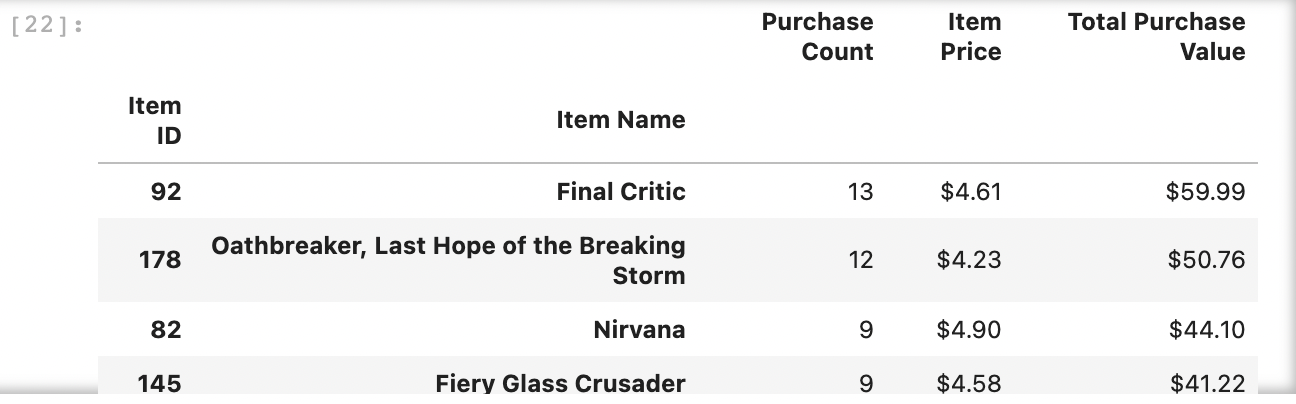 [22]:
Purchase Item Total Purchase
Count Price Value
Item
ID Item Name
92 Final Critic 13 $4.61 $59.99
178 Oathbreaker, Last Hope of the Breaking Storm 12 $4.23 $50.76
82 Nirvana 9 $4.90 $44.10
145 Fiery Glass Crusader 9 $4.58 $41.22